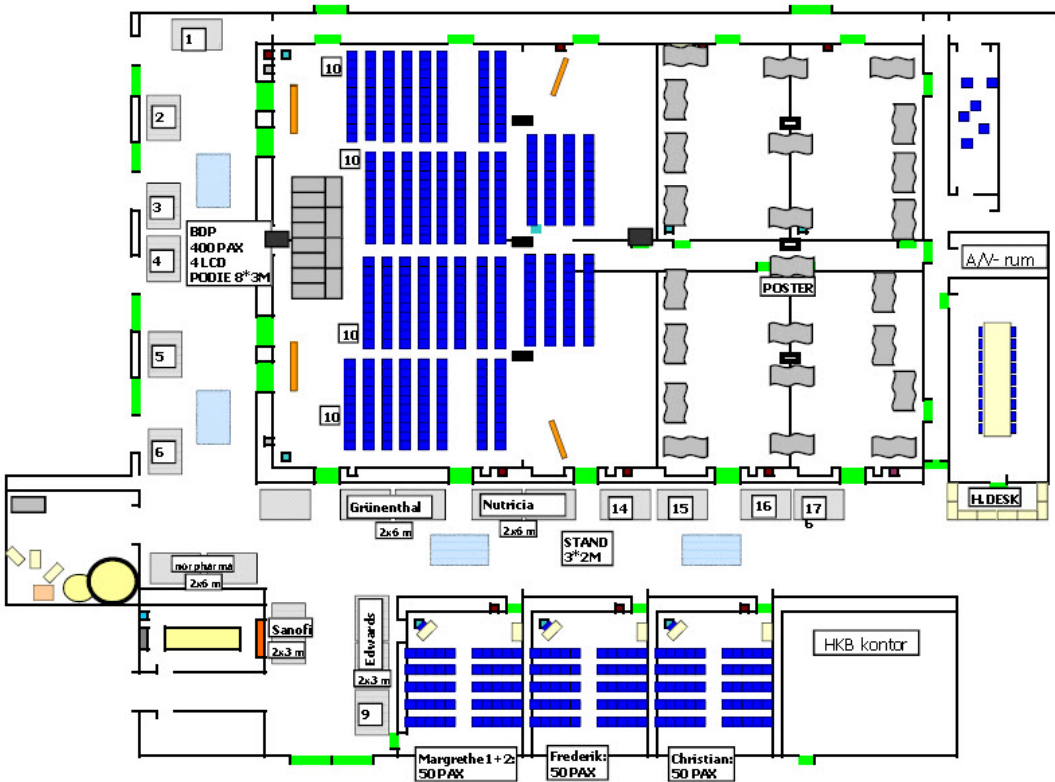 1
10
2
10
3
BDP
400 PAX
4 LCD
PODIE 8*3M
4
A/V- rum
POSTER
10
5
10
6
H.DESK
Grünenthal
2x6 m
Nutricia
2x6 m
14
15
16
17
6
STAND
3*2M
norpharma
2x6 m
Sanofi
2x3 m
Edwards
2x3 m
9
HKB kontor
Margrethe 1+2:
50 PAX
Frederik:
50 PAX
Christian:
50 PAX